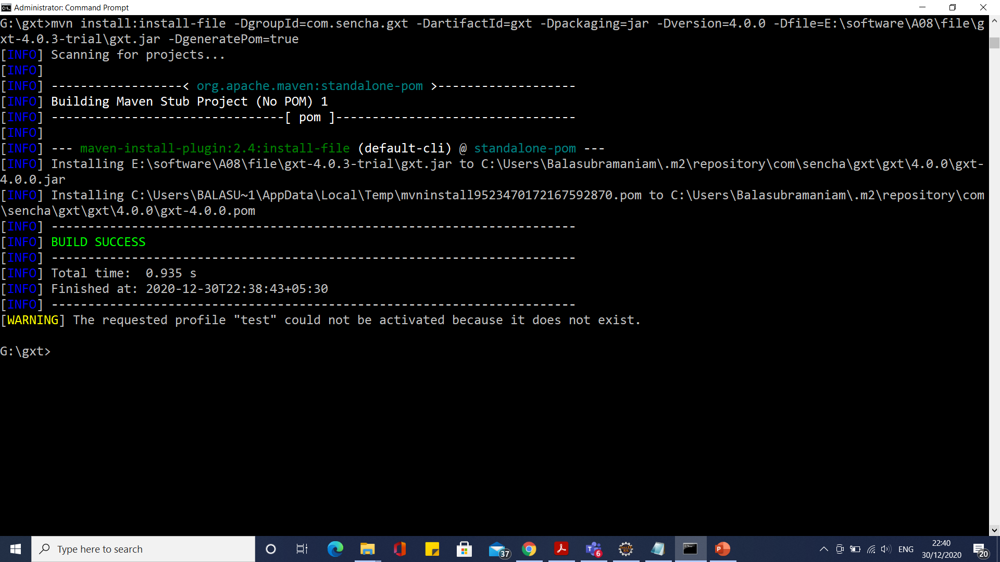 Administrator: Command Prompt
G:\gxt>mvn install:install-file -DgroupId=com.sencha.gxt -DartifactId=gxt -Dpackaging=jar -Dversion=4.0.0 -Dfile=E:\software\A08\file\g
xt-4.0.3-trial\gxt.jar -DgeneratePom=true
[INFO] Scanning for projects...
[INFO]
[INFO] ------------------< org.apache.maven:standalone-pom >-------------------
[INFO] Building Maven Stub Project (No POM) 1
[INFO] --------------------------------[ pom ]---------------------------------
[INFO]
[INFO] --- maven-install-plugin:2.4:install-file (default-cli) @ standalone-pom ---
[INFO] Installing E:\software\A08\file\gxt-4.0.3-trial\gxt.jar to C:\Users\Balasubramaniam\.m2\repository\com\sencha\gxt\gxt\4.0.0\gxt-
4.0.0.jar
[INFO] Installing C:\Users\BALASU~1\AppData\Local\Temp\mvninstall9523470172167592870.pom to C:\Users\Balasubramaniam\.m2\repository\com
\sencha\gxt\gxt\4.0.0\gxt-4.0.0.pom
[INFO] ------------------------------------------------------------------------
[INFO] BUILD SUCCESS
[INFO] ------------------------------------------------------------------------
[INFO] Total time:  0.935 s
[INFO] Finished at: 2020-12-30T22:38:43+05:30
[INFO] ------------------------------------------------------------------------
[WARNING] The requested profile "test" could not be activated because it does not exist.
G:\gxt>
Type here to search
37
6
ENG
22:40
30/12/2020
20